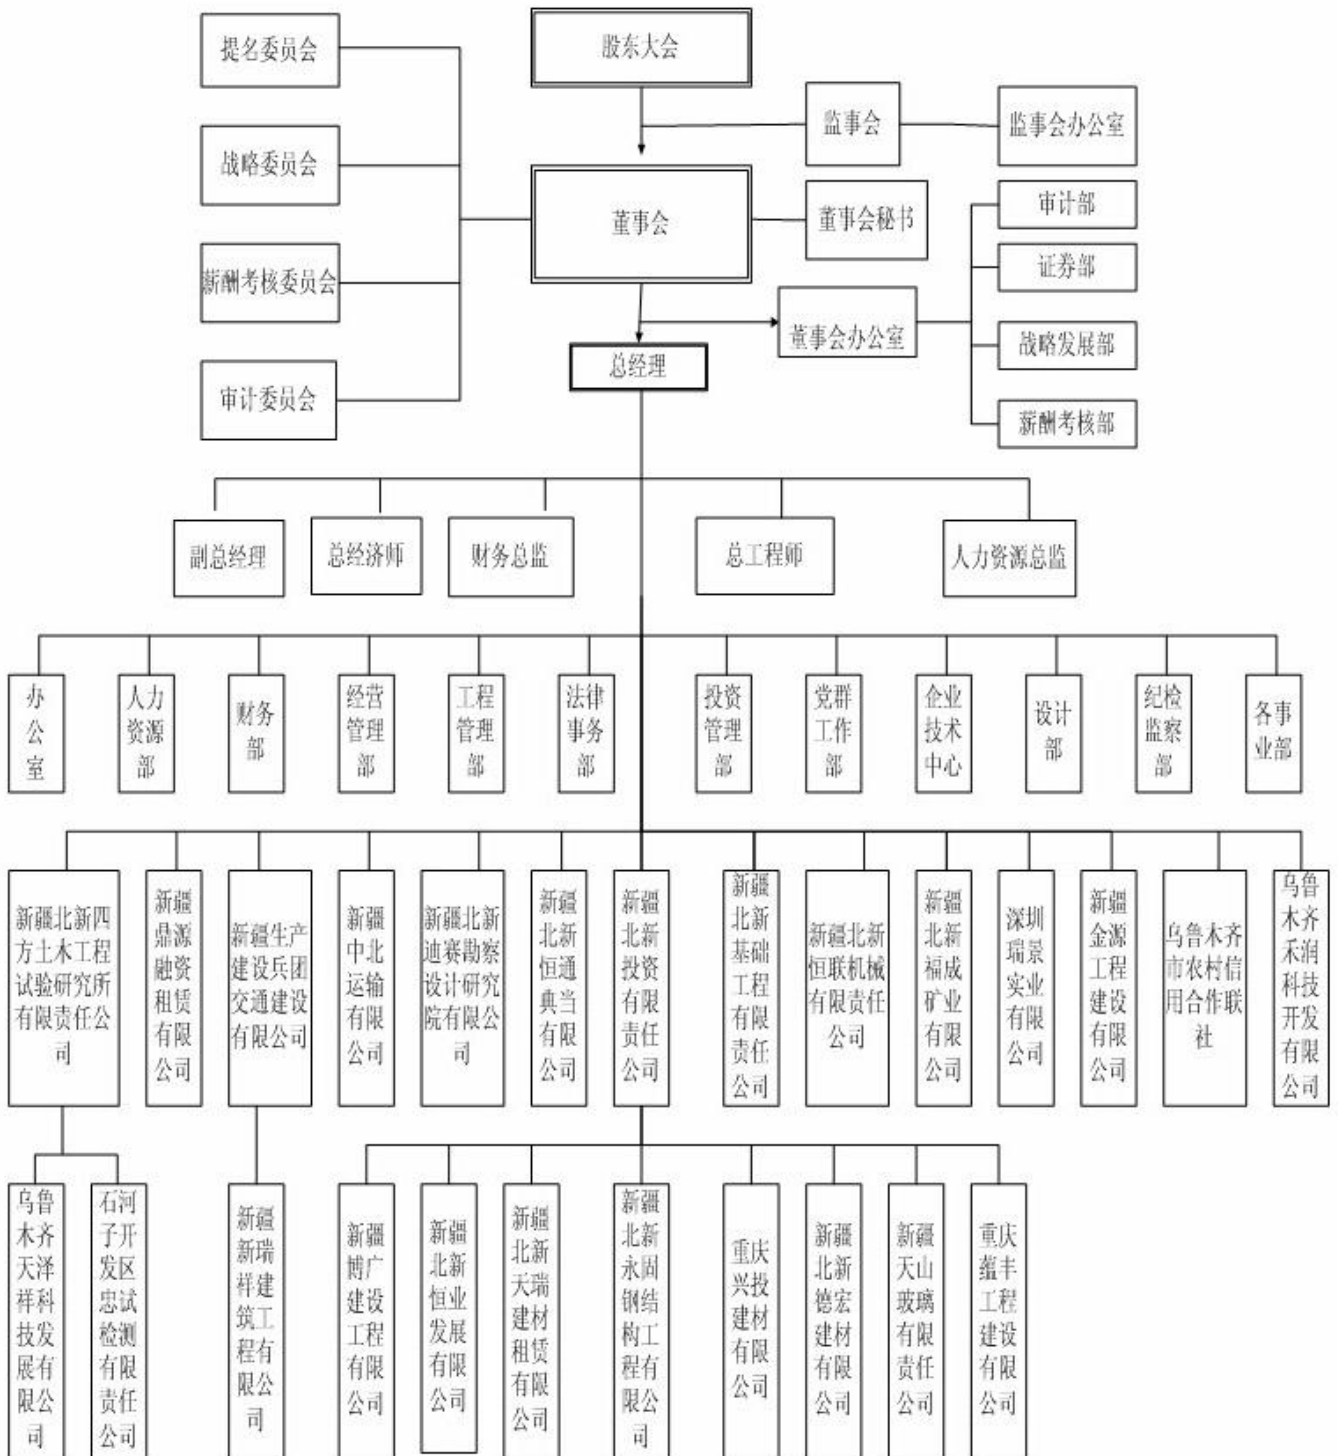 提名委员会
股东大会
监事会
监事会办公室
战略委员会
董事会
董事会秘书
审计部
证券部
薪酬考核委员会
董事会办公室
战略发展部
总经理
审计委员会
薪酬考核部
副总经理
总经济师
财务总监
总工程师
人力资源总监
办
公
室
人力
资源
部
财务
部
经营
管理
部
工程
管理
部
法律
事务
部
投资
管理
部
党群
工作
部
企业
技术
中心
设计
部
纪检
监察
部
各事
业部
新疆北新四
方土木工程
试验研究所
有限责任公
司
新疆
鼎源
融资
租赁
有限
公司
新疆生产
建设兵团
交通建设
有限公司
新疆
中北
运输
有限
公司
新疆北新
迪赛勘察
设计研究
院有限公
司
新疆
北新
恒通
典当
有限
公司
新疆
北新
投资
有限
责任
公司
新疆
北新
基础
工程
有限
责任
公司
新疆北新
恒联机械
有限责任
公司
新疆
北新
福成
矿业
有限
公司
深圳
瑞景
实业
有限
公司
新疆
金源
工程
建设
有限
公司
乌鲁木齐
市农村信
用合作联
社
乌鲁
木齐
禾润
科技
开发
有限
公司
乌鲁
木齐
天泽
祥科
技发
展有
限公
司
石河
子开
发区
忠试
检测
有限
责任
公司
新疆
新瑞
祥建
筑工
程有
限公
司
新疆
博广
建设
工程
有限
公司
新疆
北新
恒业
发展
有限
公司
新疆
北新
天瑞
建材
租赁
有限
公司
新疆
北新
永固
钢结
构工
程有
限公
司
重庆
兴投
建材
有限
公司
新疆
北新
德宏
建材
有限
公司
新疆
天山
玻璃
有限
责任
公司
重庆
蕴丰
工程
建设
有限
公司